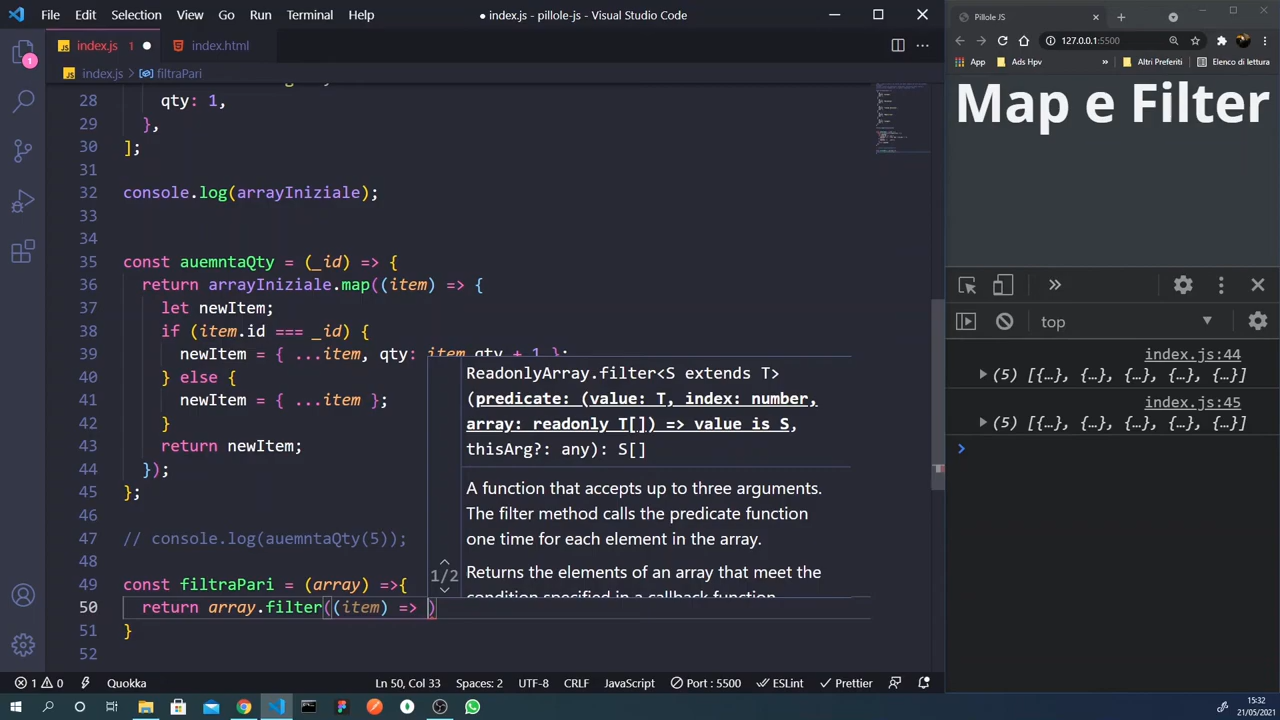 File Edit Selection View Go Run Terminal Help
● index.js - pillole-js - Visual Studio Code
JS index.js 1 ●
index.html
JS index.js > filtraPari
28 qty: 1,
29 },
30 ];
31
32 console.log(arrayIniziale);
33
34
35 const auemntaQty = (_id) => {
36 return arrayIniziale.map((item) => {
37 let newItem;
38 if (item.id === _id) {
39 newItem = { ...item, qty: item.qty + 1 };
40 } else {
41 newItem = { ...item };
42 }
43 return newItem;
44 });
45 };
46
47 // console.log(auemntaQty(5));
48
49 const filtraPari = (array) =>{
50 return array.filter((item) => )
51 }
52
ReadonlyArray.filter<S extends T>
(predicate: (value: T, index: number,
array: readonly T[]) => value is S,
thisArg?: any): S[]
A function that accepts up to three arguments.
The filter method calls the predicate function
one time for each element in the array.
Returns the elements of an array that meet the
condition specified in a callback function
1/2
1 0 Quokka Ln 50, Col 33 Spaces: 2 UTF-8 CRLF JavaScript Port : 5500 ESLint Prettier
Pillole JS
127.0.0.1:5500
App Ads Hpv » Altri Preferiti Elenco di lettura
Map e Filter
top
index.js:44
(5) [{…}, {…}, {…}, {…}, {…}]
index.js:45
(5) [{…}, {…}, {…}, {…}, {…}]
15:32
21/05/2021